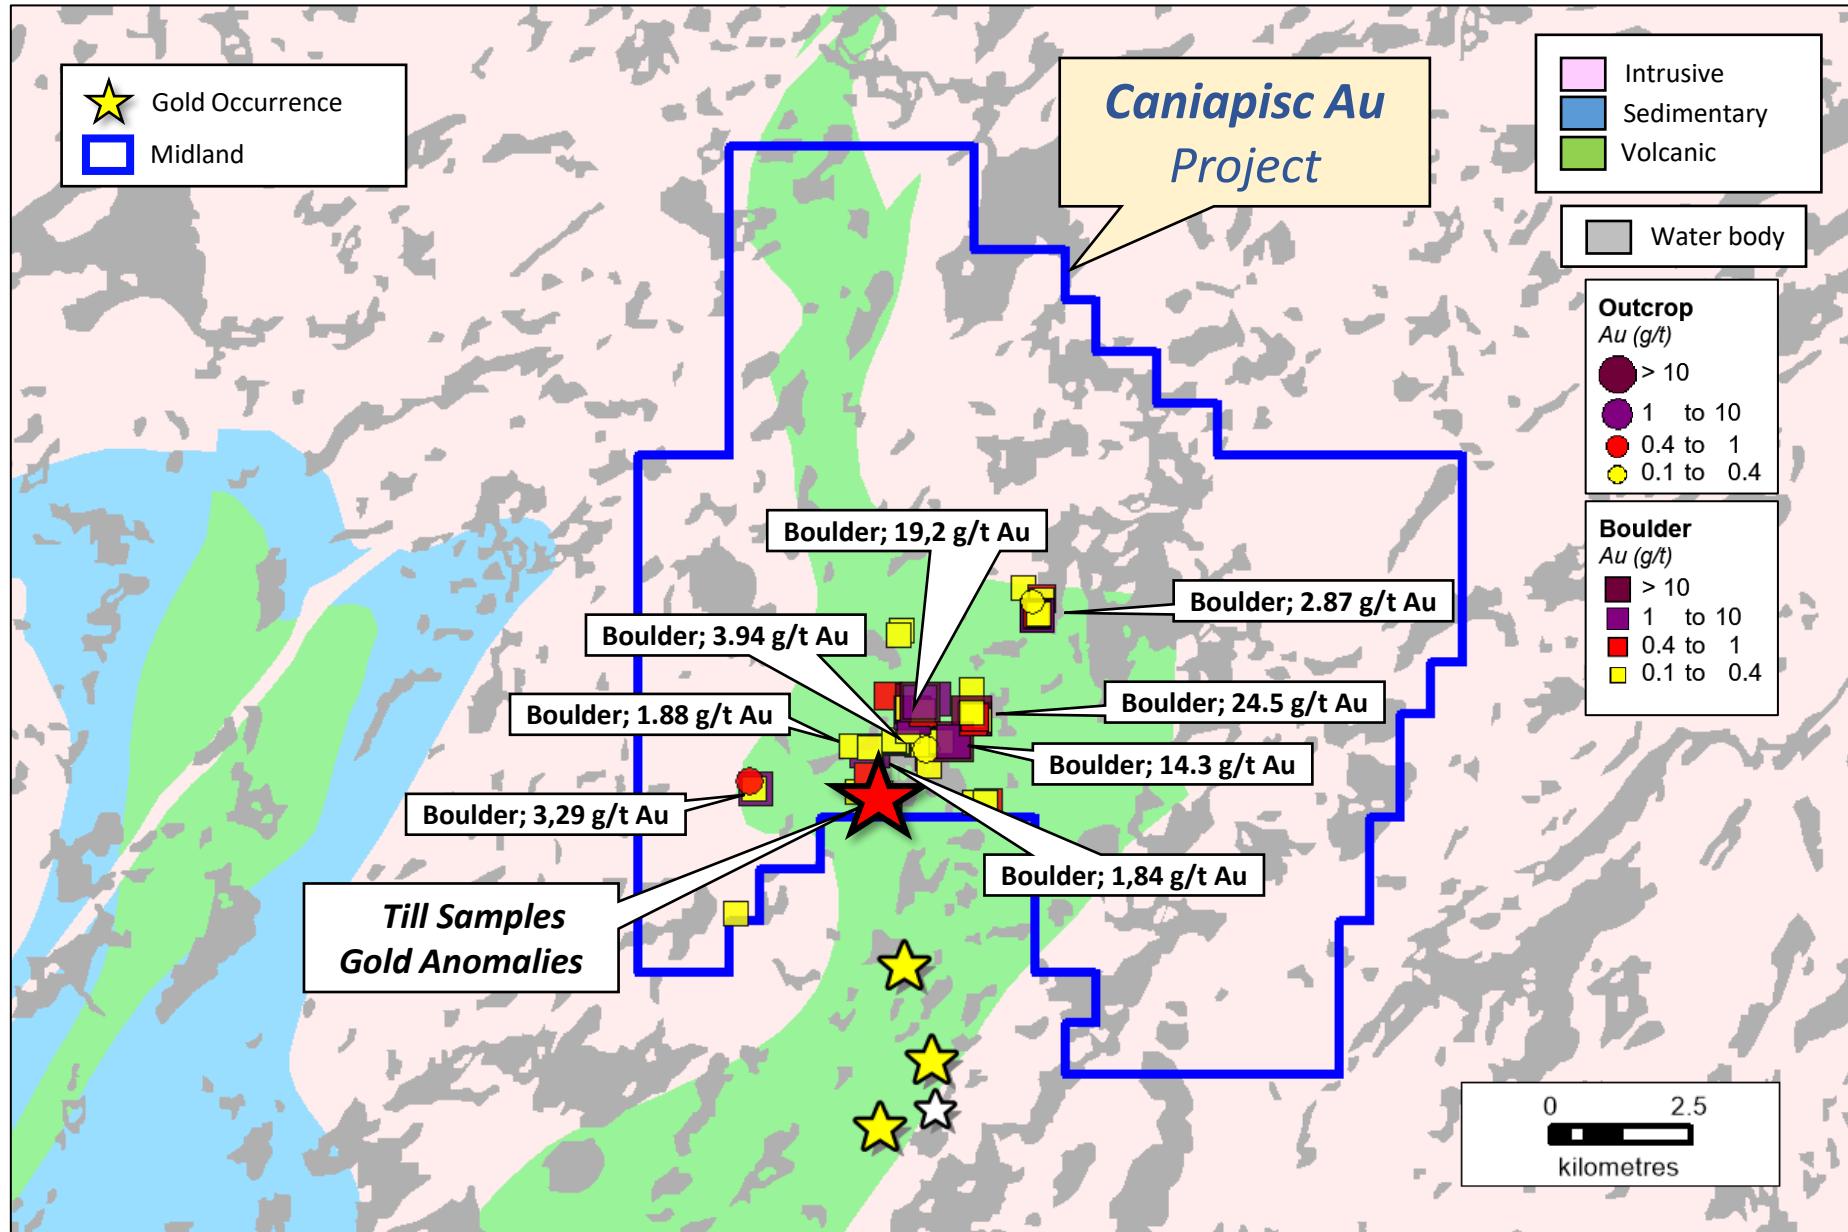 Gold Occurrence
Midland
Caniapisc Au
Project
Intrusive
Sedimentary
Volcanic
Water body
Outcrop
Au (g/t)
> 10
1 to 10
0.4 to 1
0.1 to 0.4
Boulder
Au (g/t)
> 10
1 to 10
0.4 to 1
0.1 to 0.4
Boulder; 19,2 g/t Au
Boulder; 2.87 g/t Au
Boulder; 3.94 g/t Au
Boulder; 24.5 g/t Au
Boulder; 1.88 g/t Au
Boulder; 14.3 g/t Au
Boulder; 3,29 g/t Au
Boulder; 1,84 g/t Au
Till Samples
Gold Anomalies
0 2.5
kilometres